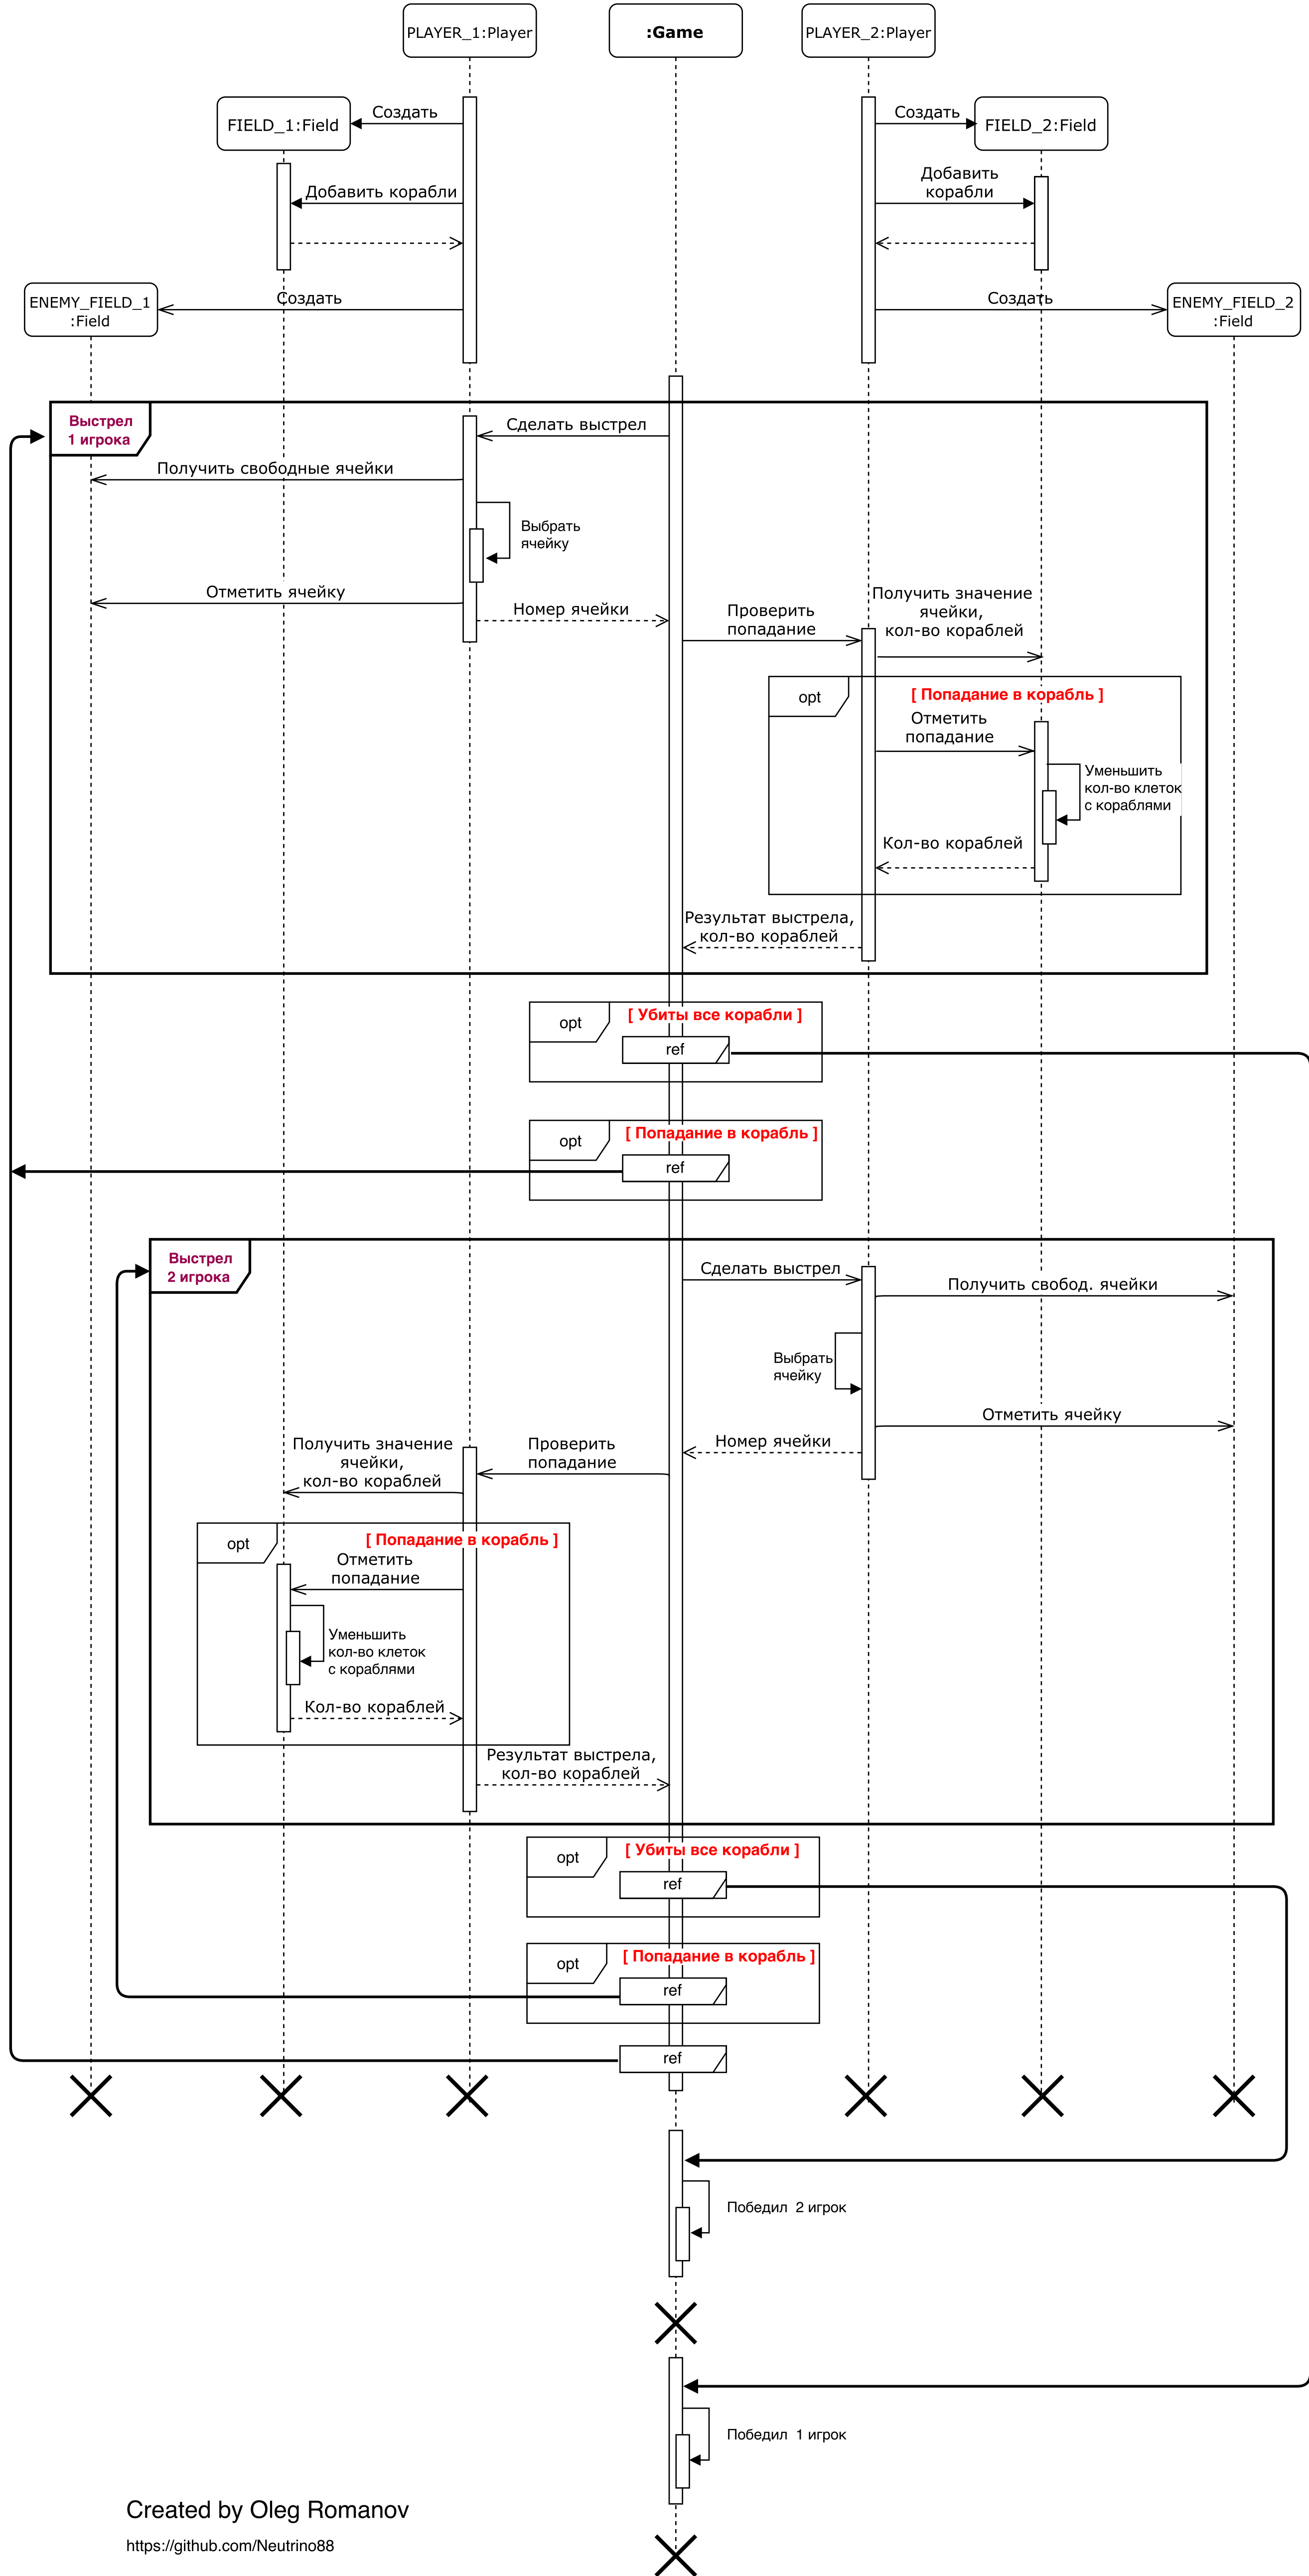 PLAYER_1:Player
:Game
PLAYER_2:Player
FIELD_1:Field
Создать
Создать
FIELD_2:Field
Добавить корабли
Добавить
корабли
ENEMY_FIELD_1
:Field
Создать
Создать
ENEMY_FIELD_2
:Field
Выстрел
1 игрока
Сделать выстрел
Получить свободные ячейки
Выбрать
ячейку
Отметить ячейку
Номер ячейки
Проверить
попадание
Получить значение
ячейки,
кол-во кораблей
opt
[ Попадание в корабль ]
Отметить
попадание
Уменьшить
кол-во клеток
с кораблями
Кол-во кораблей
Результат выстрела,
кол-во кораблей
opt
[ Убиты все корабли ]
ref
opt
[ Попадание в корабль ]
ref
Выстрел
2 игрока
Сделать выстрел
Получить свобод. ячейки
Выбрать
ячейку
Отметить ячейку
Номер ячейки
Проверить
попадание
Получить значение
ячейки,
кол-во кораблей
opt
[ Попадание в корабль ]
Отметить
попадание
Уменьшить
кол-во клеток
с кораблями
Кол-во кораблей
Результат выстрела,
кол-во кораблей
opt
[ Убиты все корабли ]
ref
opt
[ Попадание в корабль ]
ref
ref
Победил 2 игрок
Победил 1 игрок
Created by Oleg Romanov
https://github.com/Neutrino88